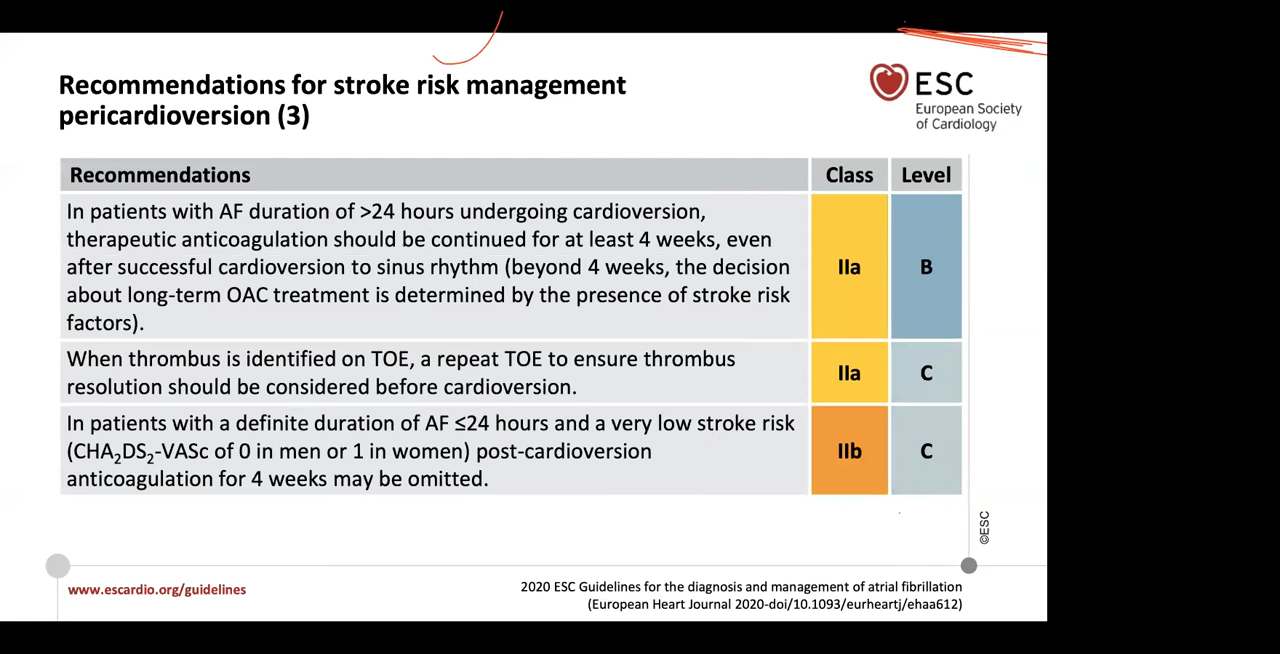 Recommendations for stroke risk management
pericardioversion (3)
ESC
European Society
of Cardiology
Recommendations
Class
Level
In patients with AF duration of >24 hours undergoing cardioversion,
therapeutic anticoagulation should be continued for at least 4 weeks, even
after successful cardioversion to sinus rhythm (beyond 4 weeks, the decision
about long-term OAC treatment is determined by the presence of stroke risk
factors).
IIa
B
When thrombus is identified on TOE, a repeat TOE to ensure thrombus
resolution should be considered before cardioversion.
IIa
C
In patients with a definite duration of AF ≤24 hours and a very low stroke risk
(CHA₂DS₂-VASc of 0 in men or 1 in women) post-cardioversion
anticoagulation for 4 weeks may be omitted.
IIb
C
©ESC
www.escardio.org/guidelines
2020 ESC Guidelines for the diagnosis and management of atrial fibrillation
(European Heart Journal 2020-doi/10.1093/eurheartj/ehaa612)